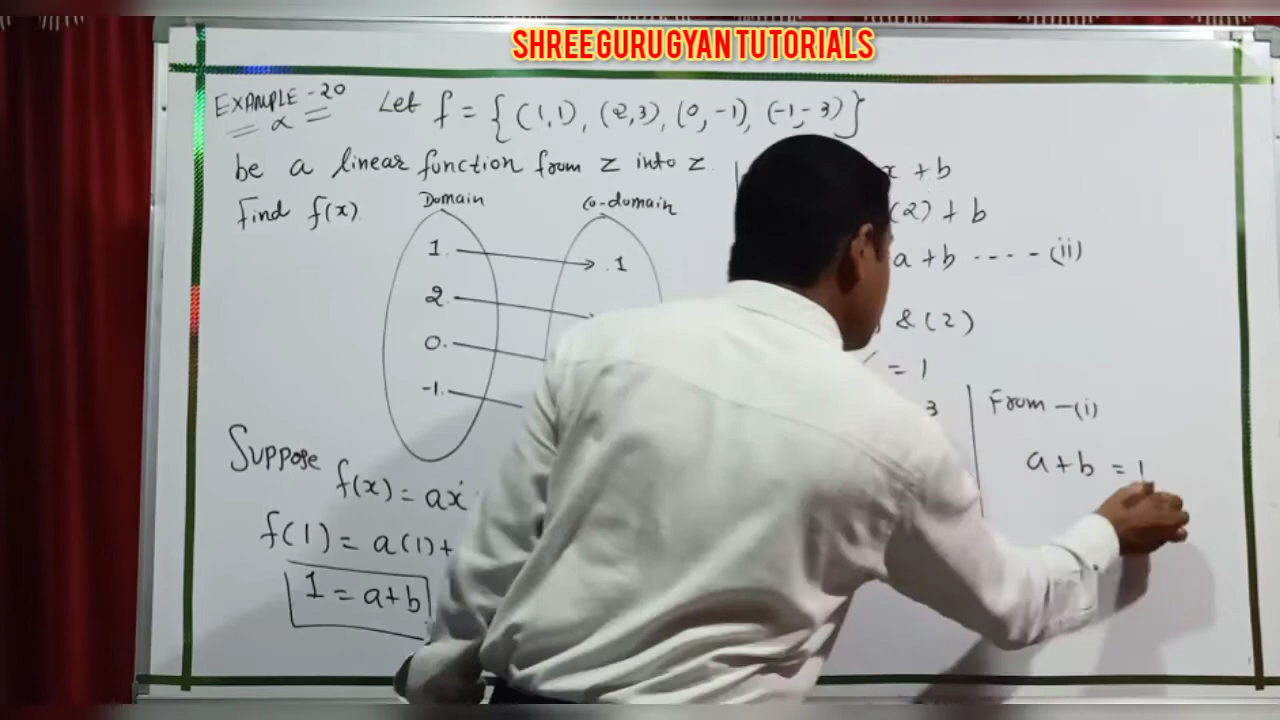 SHREE GURU GYAN TUTORIALS
EXAMPLE-20 Let f = {(1,1), (2,3), (0,-1), (-1-3)}
be a linear function from Z into Z.
Find f(x)
Domain Co-domain
1. .1
2.
0.
-1.
Suppose
f(x) = ax
f(1) = a(1)+
1 = a+b
x + b
(2) + b
a + b ---- (ii)
& (2)
= 1
3
From -(i)
a+b = 1